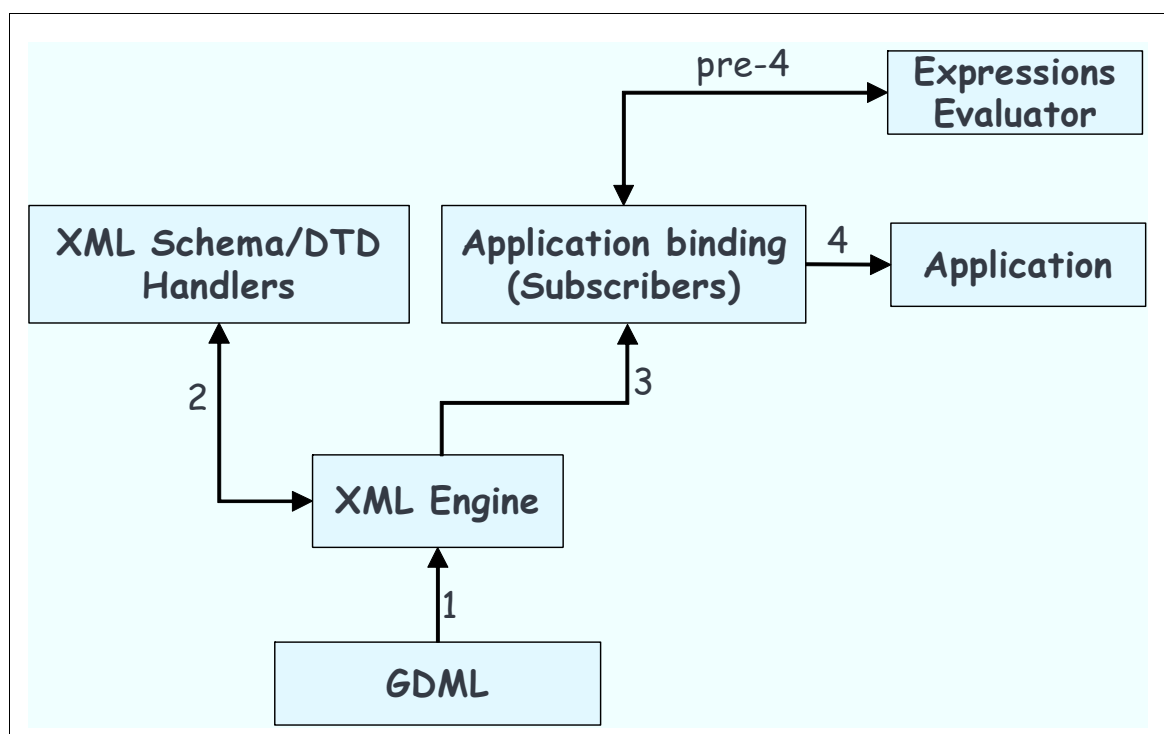 pre-4
Expressions
Evaluator
XML Schema/DTD
Handlers
Application binding
(Subscribers)
4
Application
2
3
XML Engine
1
GDML